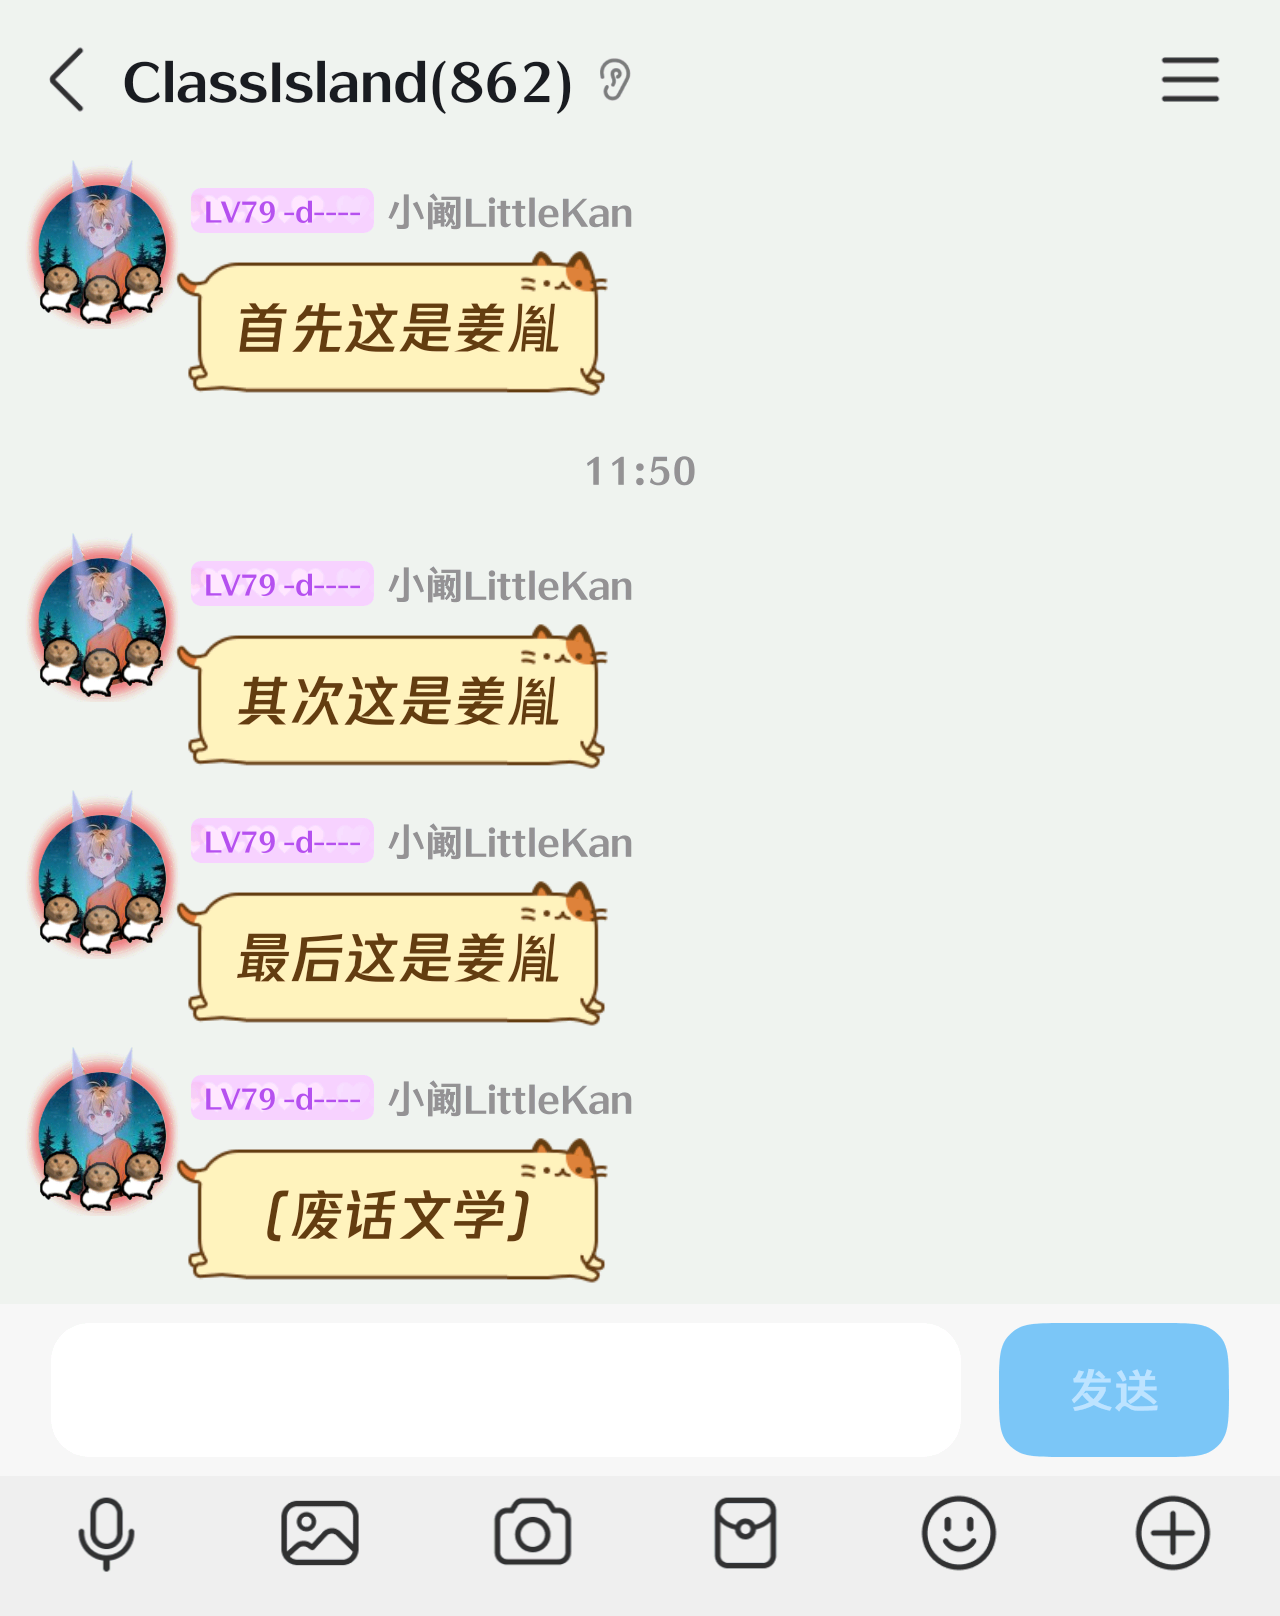 ClassIsland(862)
LV79 -d---- 小阚LittleKan
首先这是姜胤
11:50
LV79 -d---- 小阚LittleKan
其次这是姜胤
LV79 -d---- 小阚LittleKan
最后这是姜胤
LV79 -d---- 小阚LittleKan
(废话文学)
发送